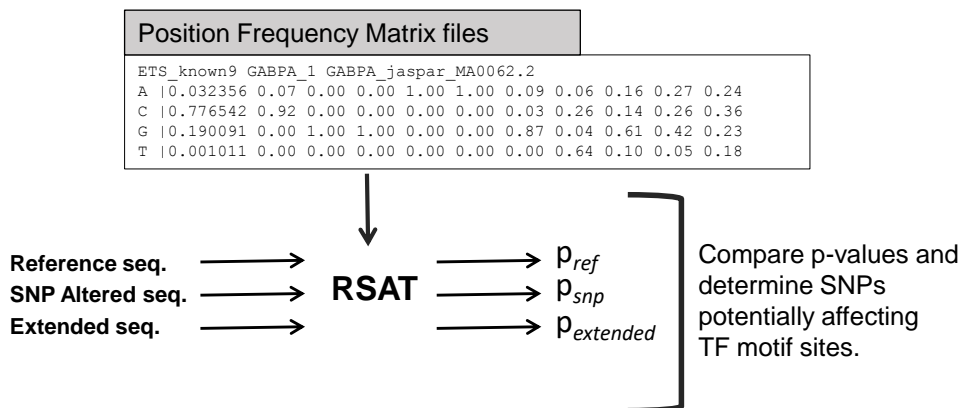 Position Frequency Matrix files
ETS_known9 GABPA_1 GABPA_jaspar_MA0062.2
A |0.032356 0.07 0.00 0.00 1.00 1.00 0.09 0.06 0.16 0.27 0.24
C |0.776542 0.92 0.00 0.00 0.00 0.00 0.03 0.26 0.14 0.26 0.36
G |0.190091 0.00 1.00 1.00 0.00 0.00 0.87 0.04 0.61 0.42 0.23
T |0.001011 0.00 0.00 0.00 0.00 0.00 0.00 0.64 0.10 0.05 0.18
Reference seq.
SNP Altered seq.
Extended seq.
RSAT
pref
psnp
pextended
Compare p-values and
determine SNPs
potentially affecting
TF motif sites.